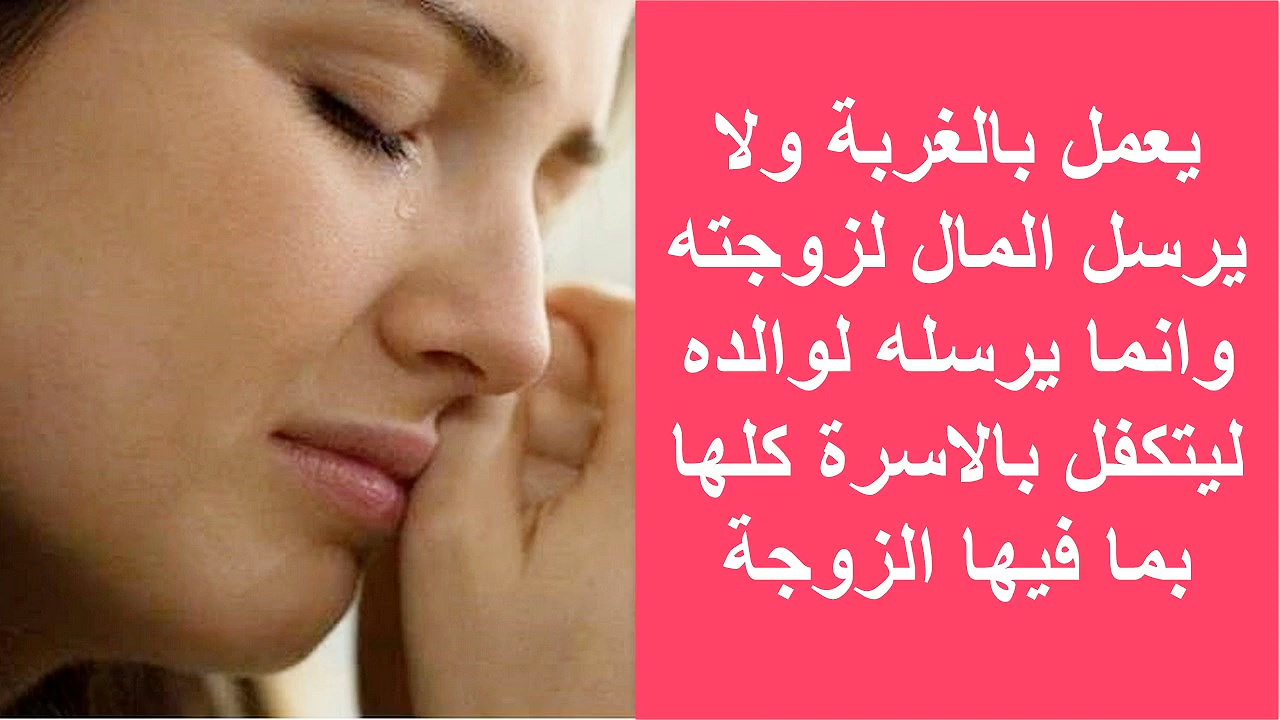 يعمل بالغربة ولا
يرسل المال لزوجته
وانما يرسله لوالده
ليتكفل بالاسرة كلها
بما فيها الزوجة